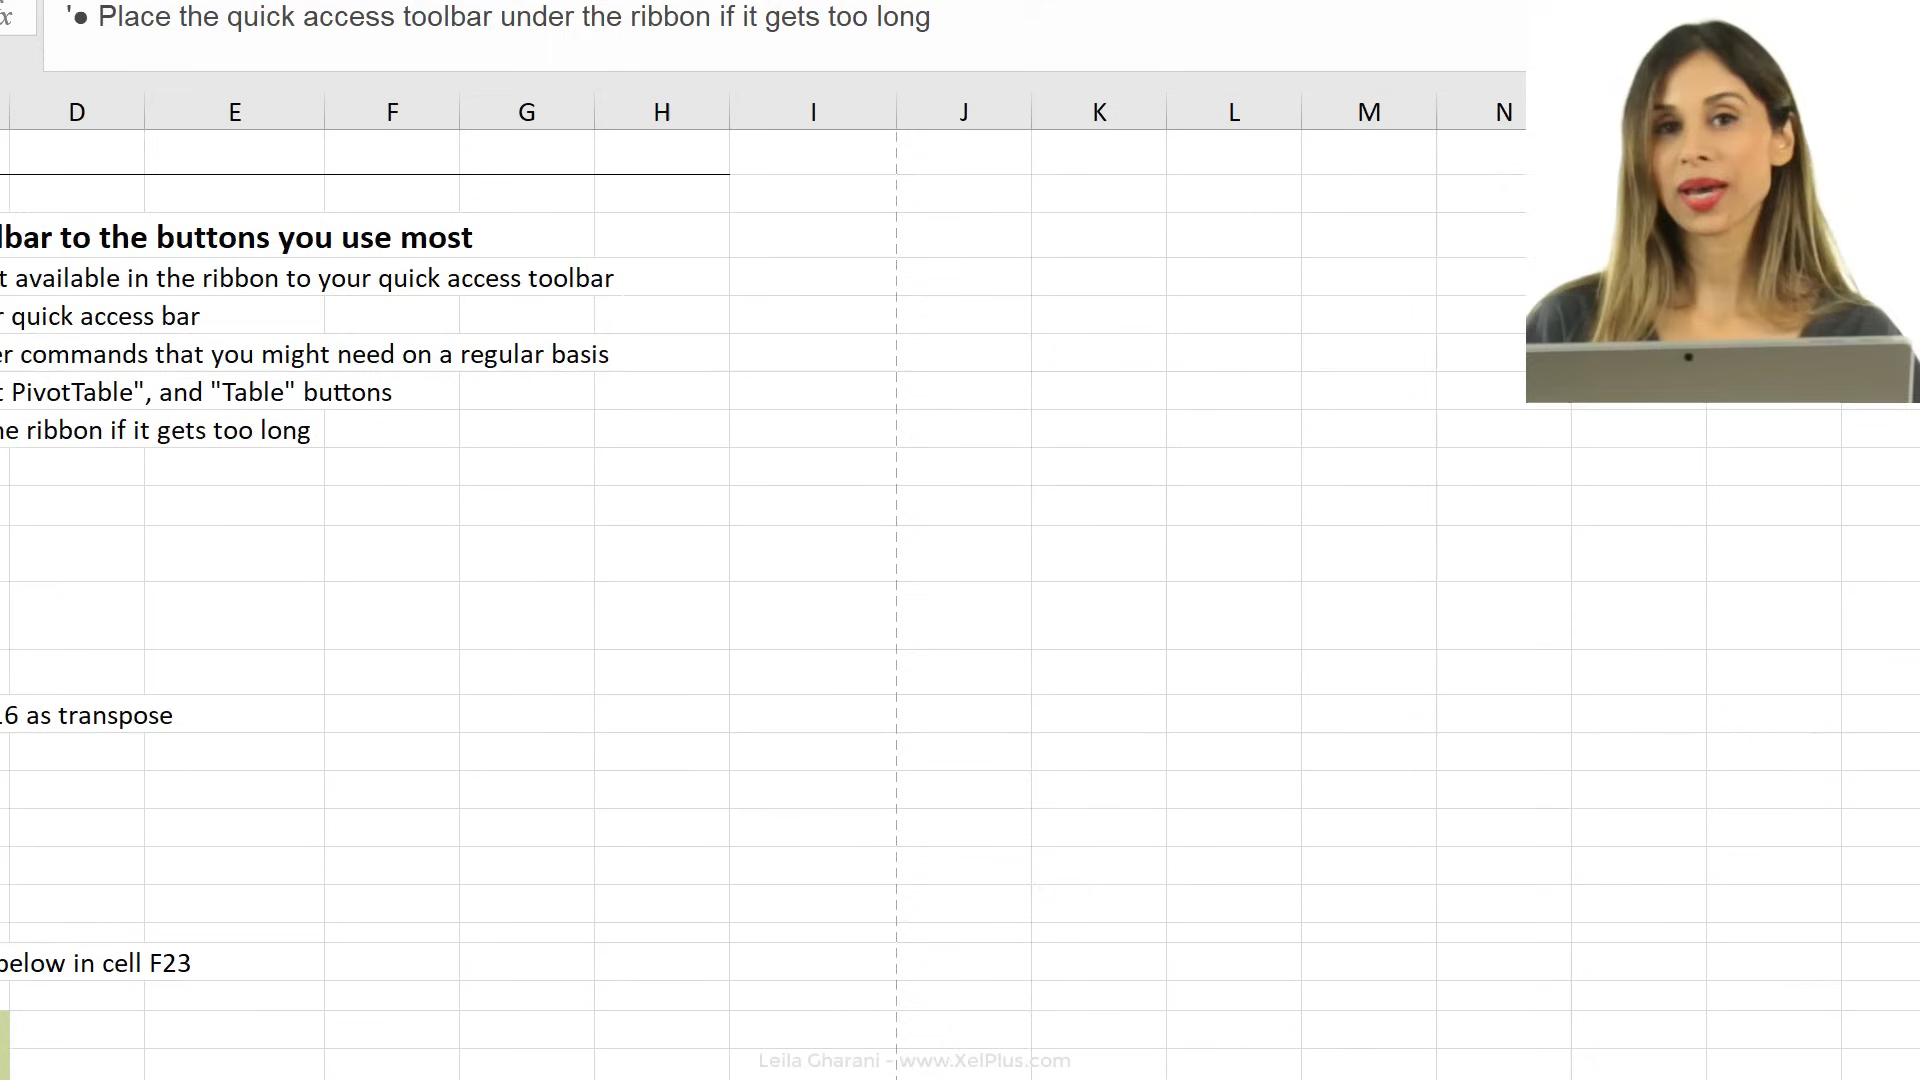 '● Place the quick access toolbar under the ribbon if it gets too long
D E F G H I J K L M N
lbar to the buttons you use most
t available in the ribbon to your quick access toolbar
r quick access bar
er commands that you might need on a regular basis
t PivotTable", and "Table" buttons
he ribbon if it gets too long
16 as transpose
below in cell F23
Leila Gharani - www.XelPlus.com